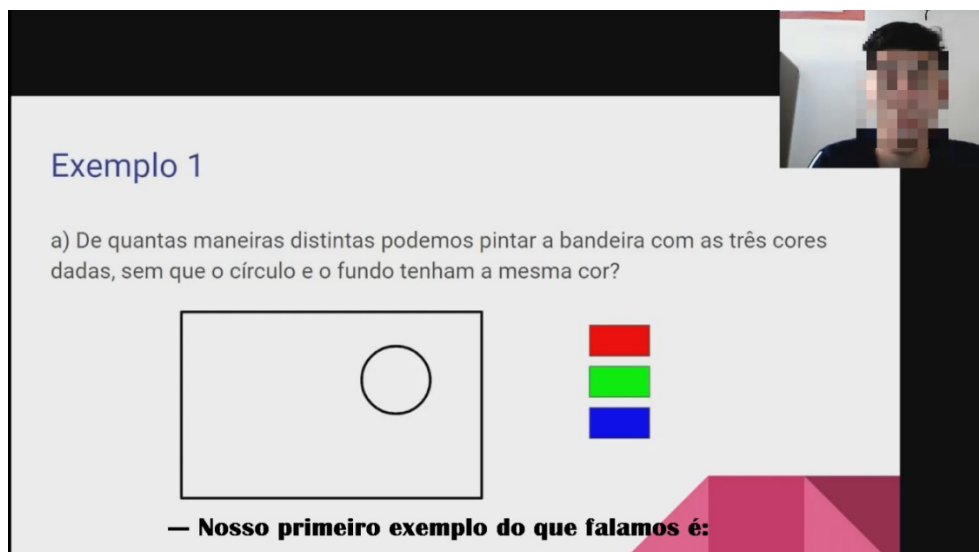 Exemplo 1
a) De quantas maneiras distintas podemos pintar a bandeira com as três cores
dadas, sem que o círculo e o fundo tenham a mesma cor?
— Nosso primeiro exemplo do que falamos é: